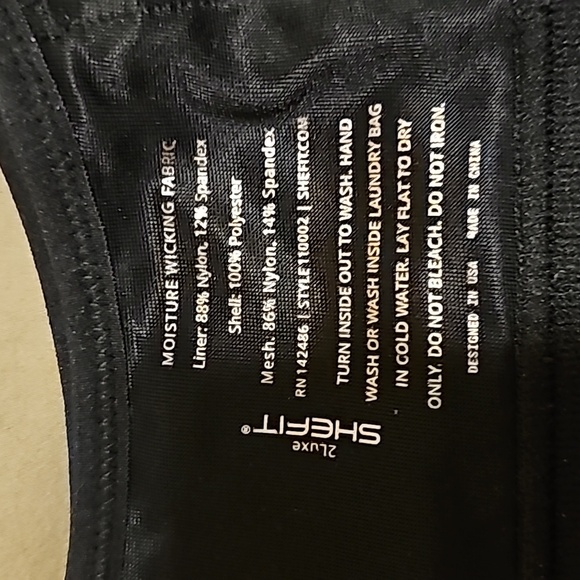 MOISTURE WICKING FABRIC
Liner: 88% Nylon, 12% Spandex
Shell: 100% Polyester
Mesh: 86% Nylon, 14% Spandex
RN 142486 | STYLE110002 | SHEFIT.COM
TURN INSIDE OUT TO WASH. HAND
WASH OR WASH INSIDE LAUNDRY BAG
IN COLD WATER. LAY FLAT TO DRY
ONLY. DO NOT BLEACH. DO NOT IRON.
DESIGNED IN USA MADE IN CHINA
SHEFIT®
2Luxe